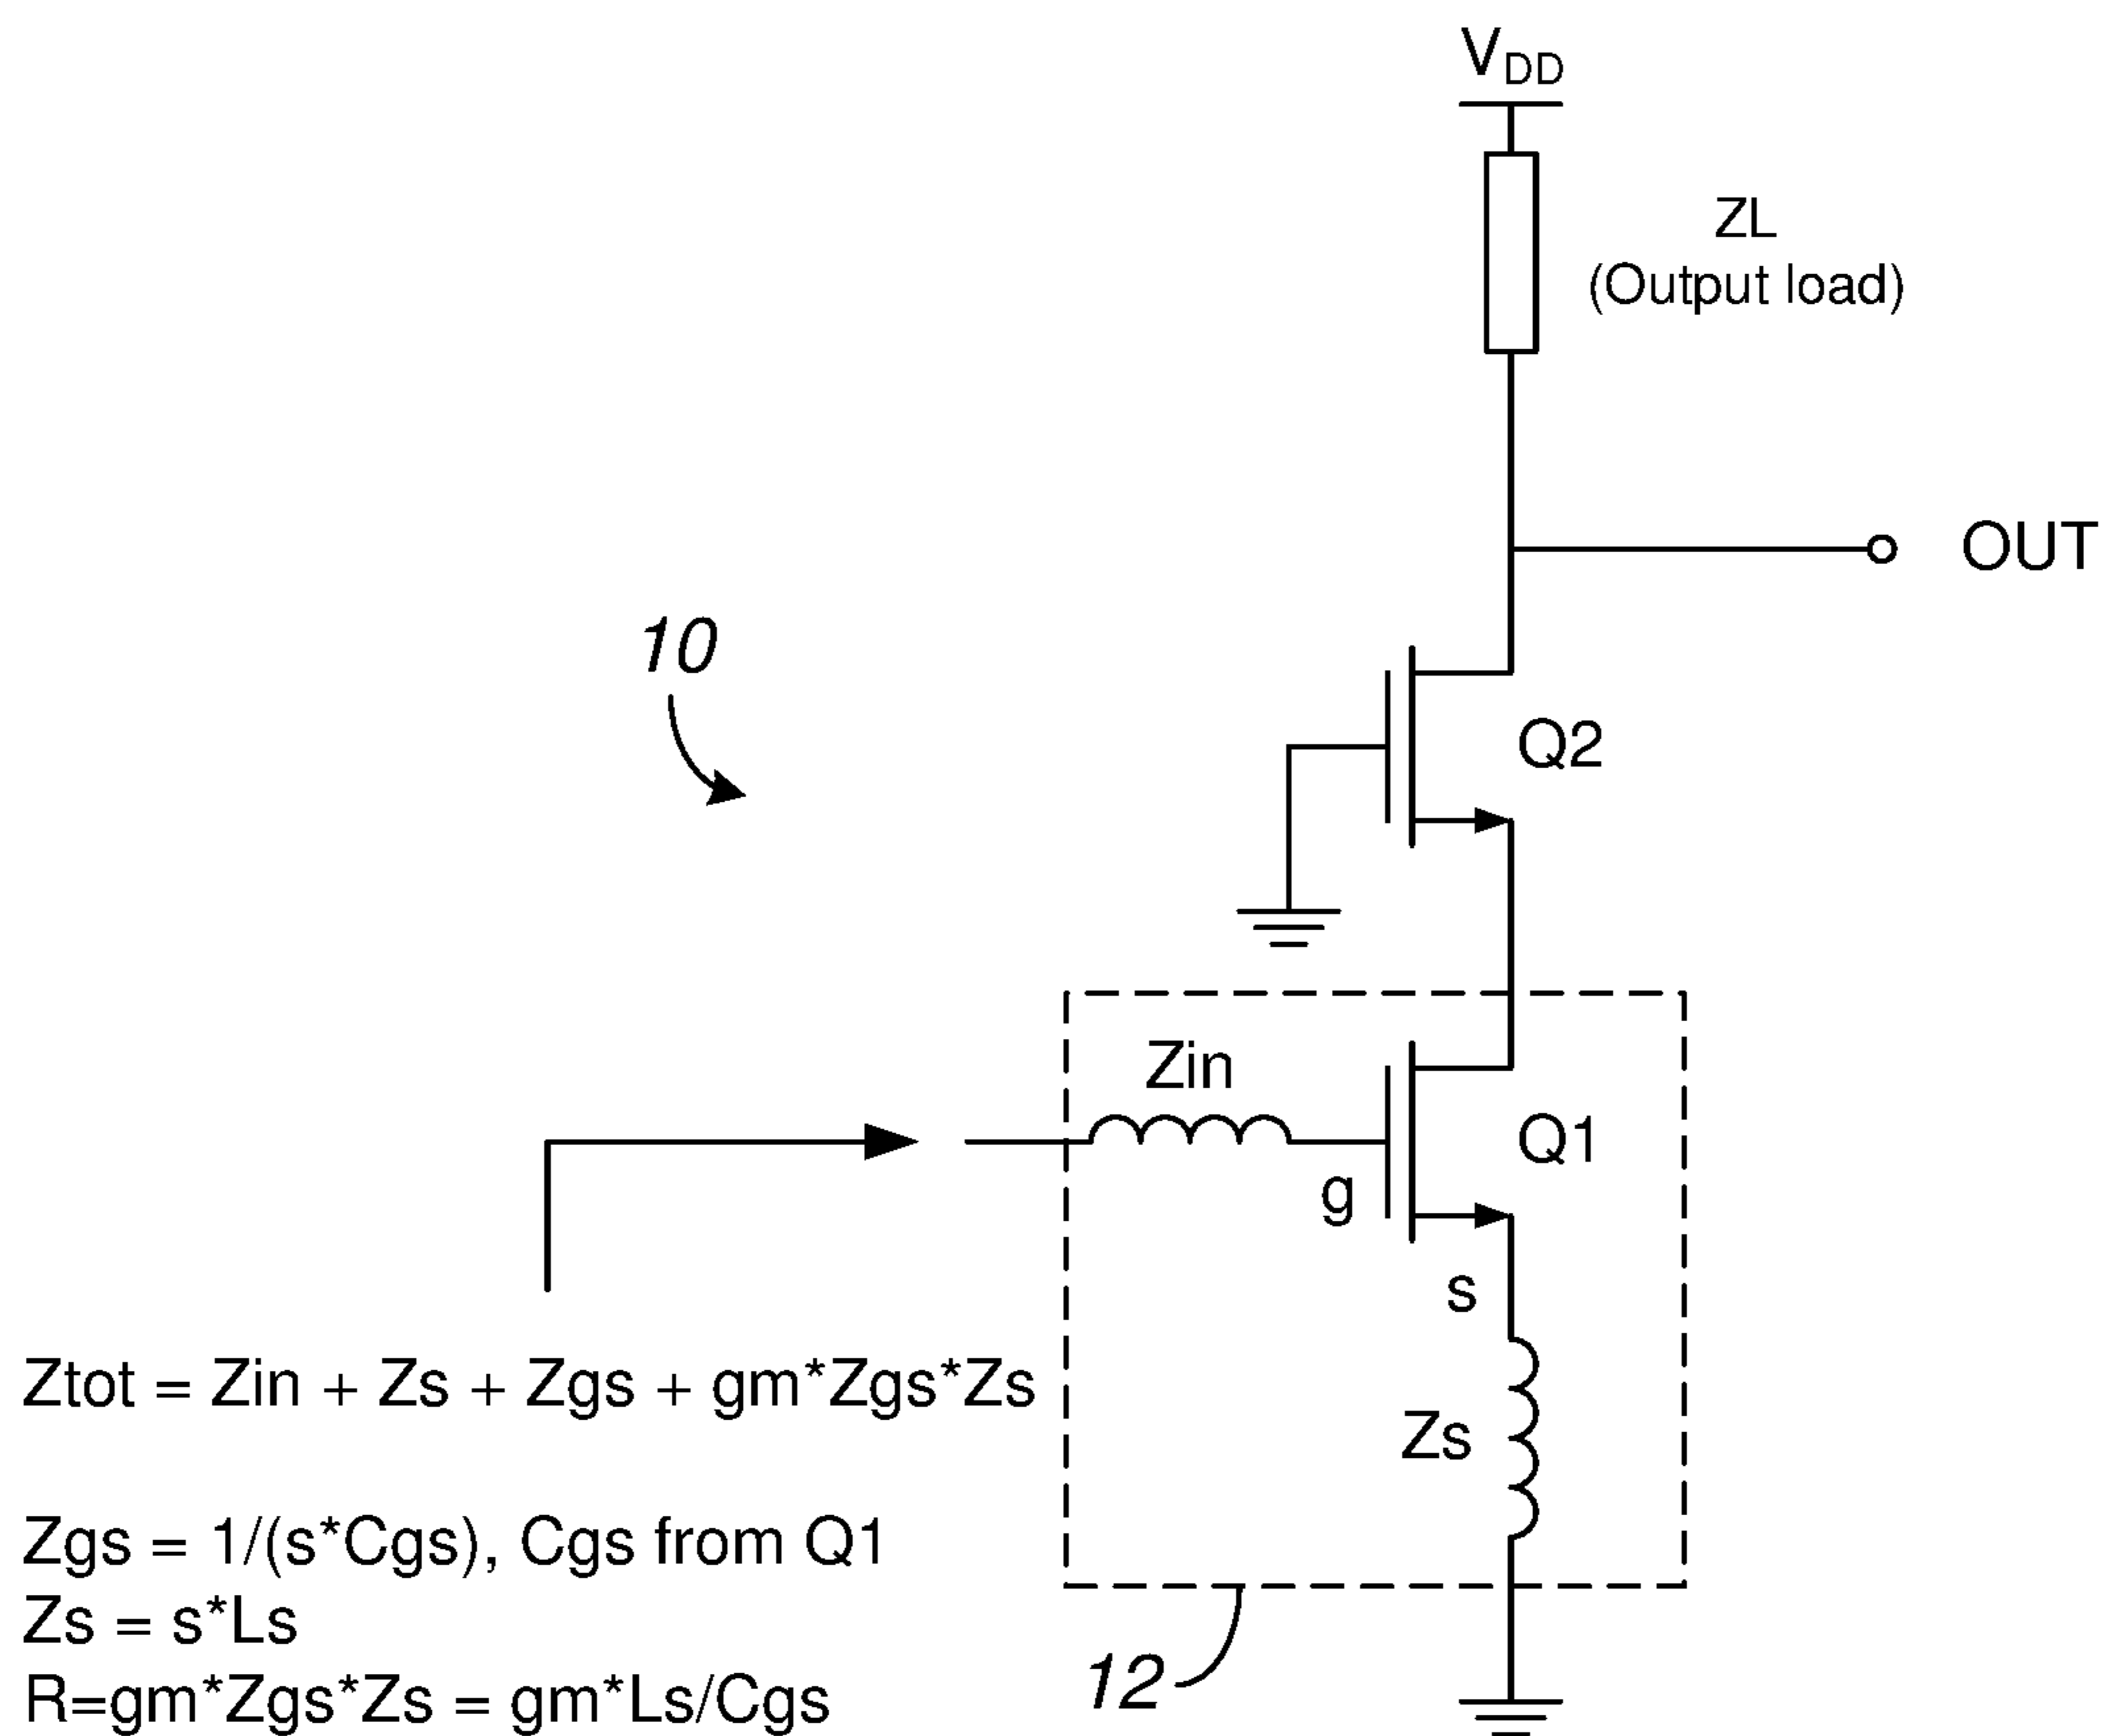 VDD
ZL
(Output load)
OUT
10
Q2
Zin
Q1
g
s
Zs
Ztot = Zin + Zs + Zgs + gm*Zgs*Zs
Zgs = 1/(s*Cgs), Cgs from Q1
Zs = s*Ls
R=gm*Zgs*Zs = gm*Ls/Cgs
12